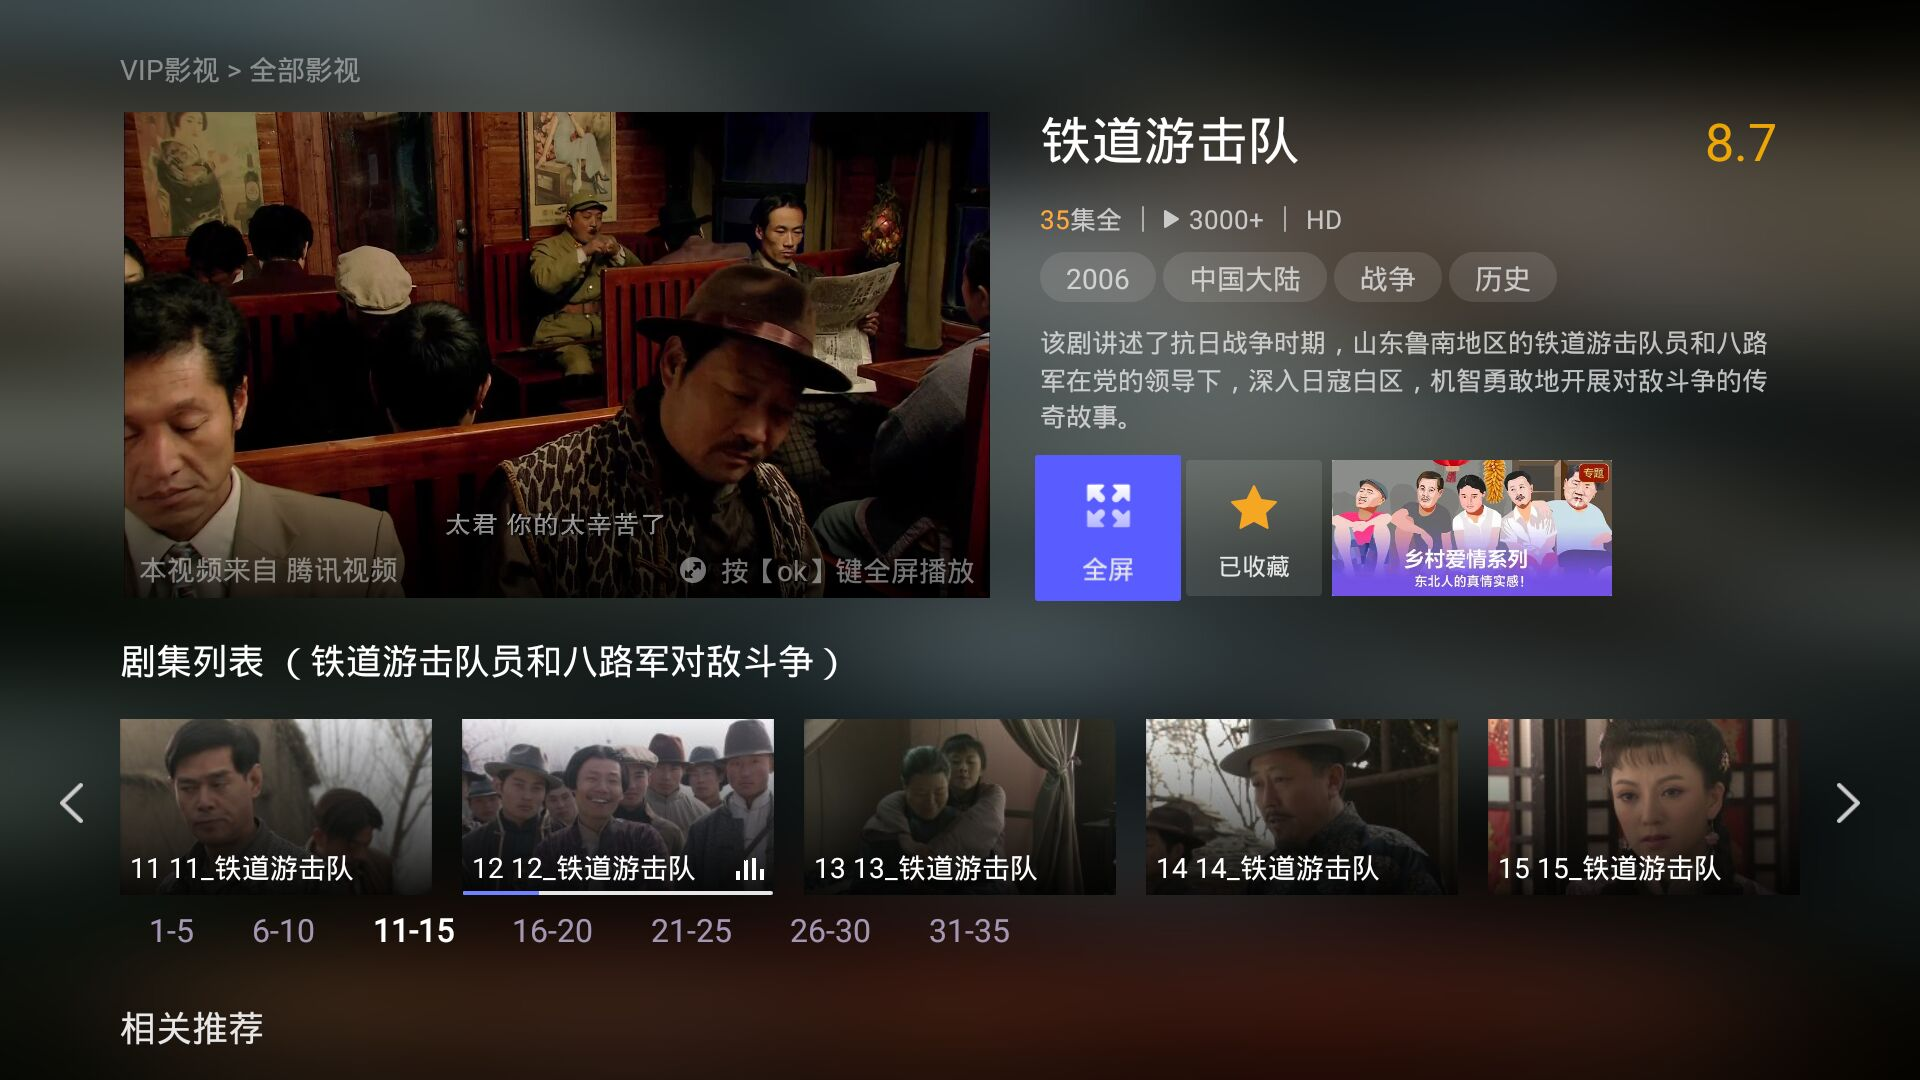 VIP影视 > 全部影视
铁道游击队
8.7
35集全 | 3000+ | HD
2006 中国大陆 战争 历史
该剧讲述了抗日战争时期，山东鲁南地区的铁道游击队员和八路
军在党的领导下，深入日寇白区，机智勇敢地开展对敌斗争的传
奇故事。
太君 你的太辛苦了
本视频来自 腾讯视频
按【ok】键全屏播放
全屏
已收藏
专题
乡村爱情系列
东北人的真情实感！
剧集列表 （铁道游击队员和八路军对敌斗争）
11 11_铁道游击队
12 12_铁道游击队
13 13_铁道游击队
14 14_铁道游击队
15 15_铁道游击队
1-5 6-10 11-15 16-20 21-25 26-30 31-35
相关推荐